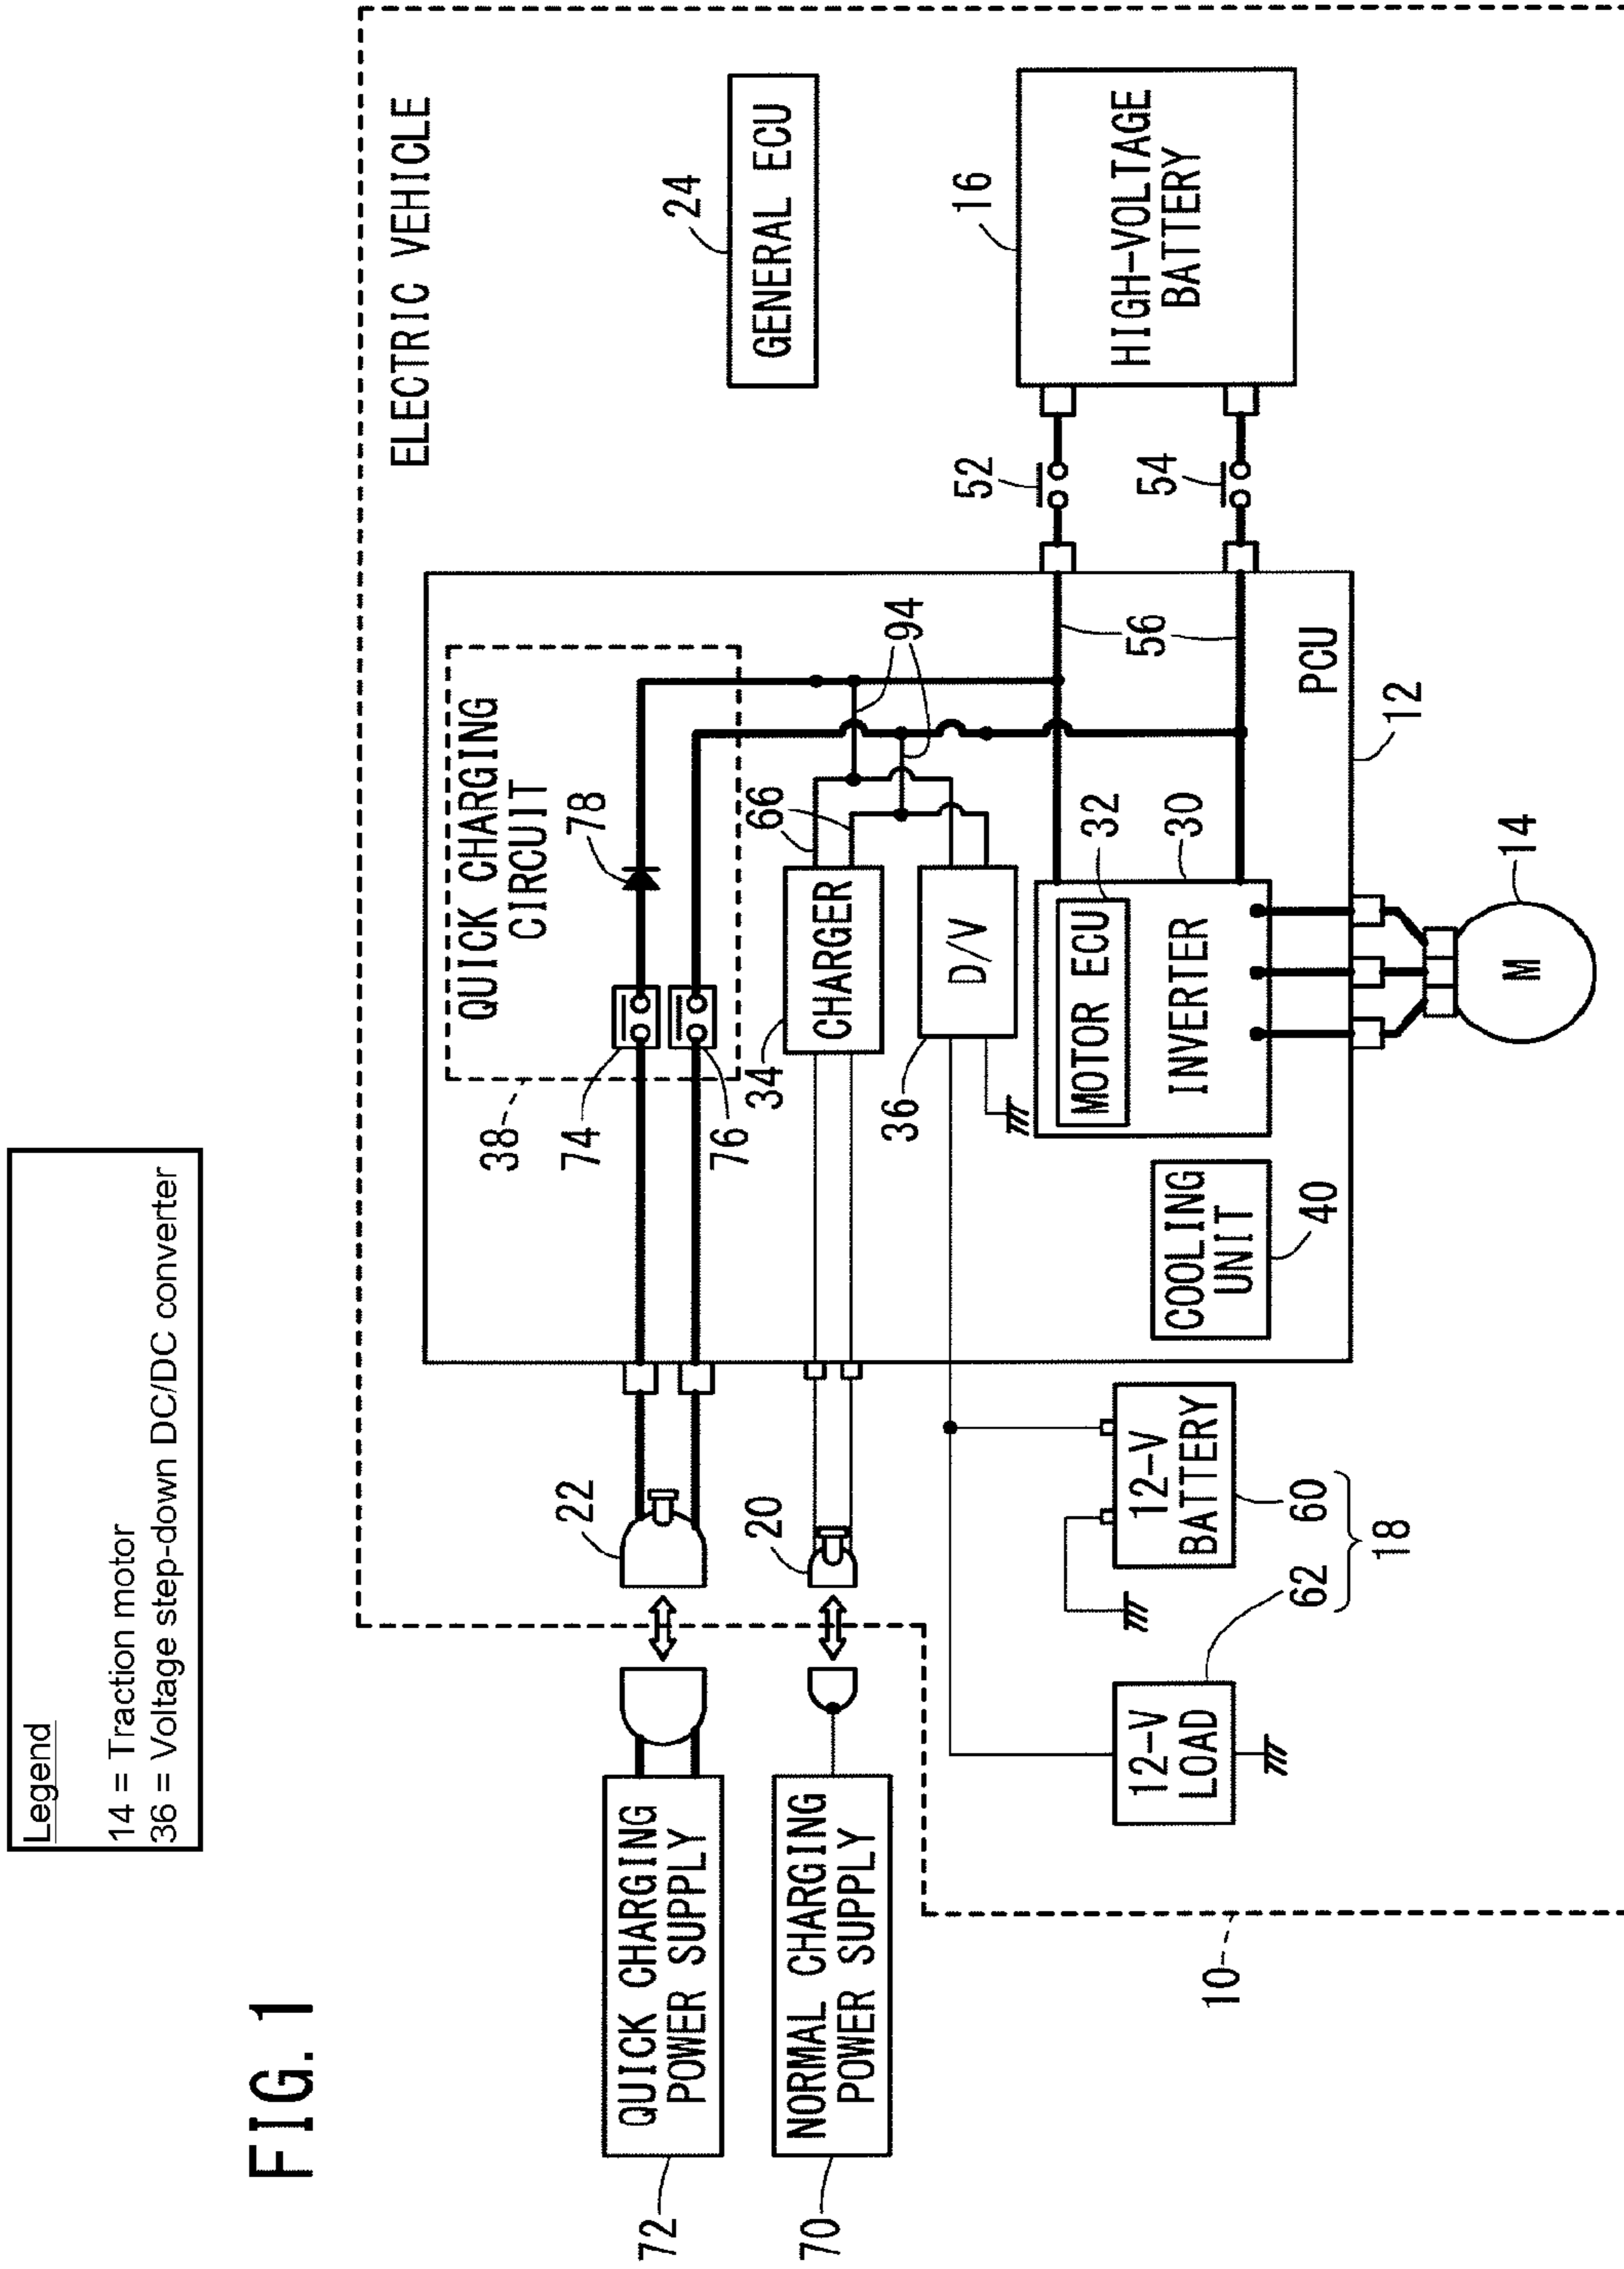 Legend
14 = Traction motor
36 = Voltage step-down DC/DC converter
FIG. 1
ELECTRIC VEHICLE
24
GENERAL ECU
16
HIGH-VOLTAGE
BATTERY
52
54
QUICK CHARGING
CIRCUIT
78
38
74
76
94
66
34
CHARGER
36
D/V
56
PCU
12
MOTOR ECU
32
INVERTER
30
COOLING
UNIT
40
M
14
22
20
12-V
BATTERY
60
12-V
LOAD
62
18
QUICK CHARGING
POWER SUPPLY
72
NORMAL CHARGING
POWER SUPPLY
70
10